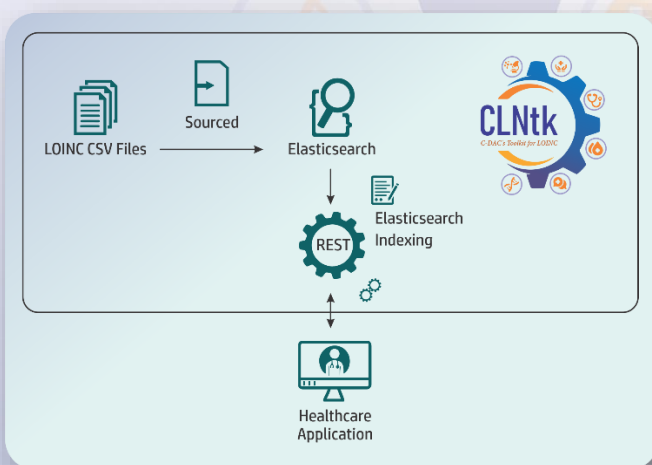 LOINC CSV Files
Sourced
Elasticsearch
CLNtk
C-DAC's Toolkit for LOINC
Elasticsearch
Indexing
REST
Healthcare
Application